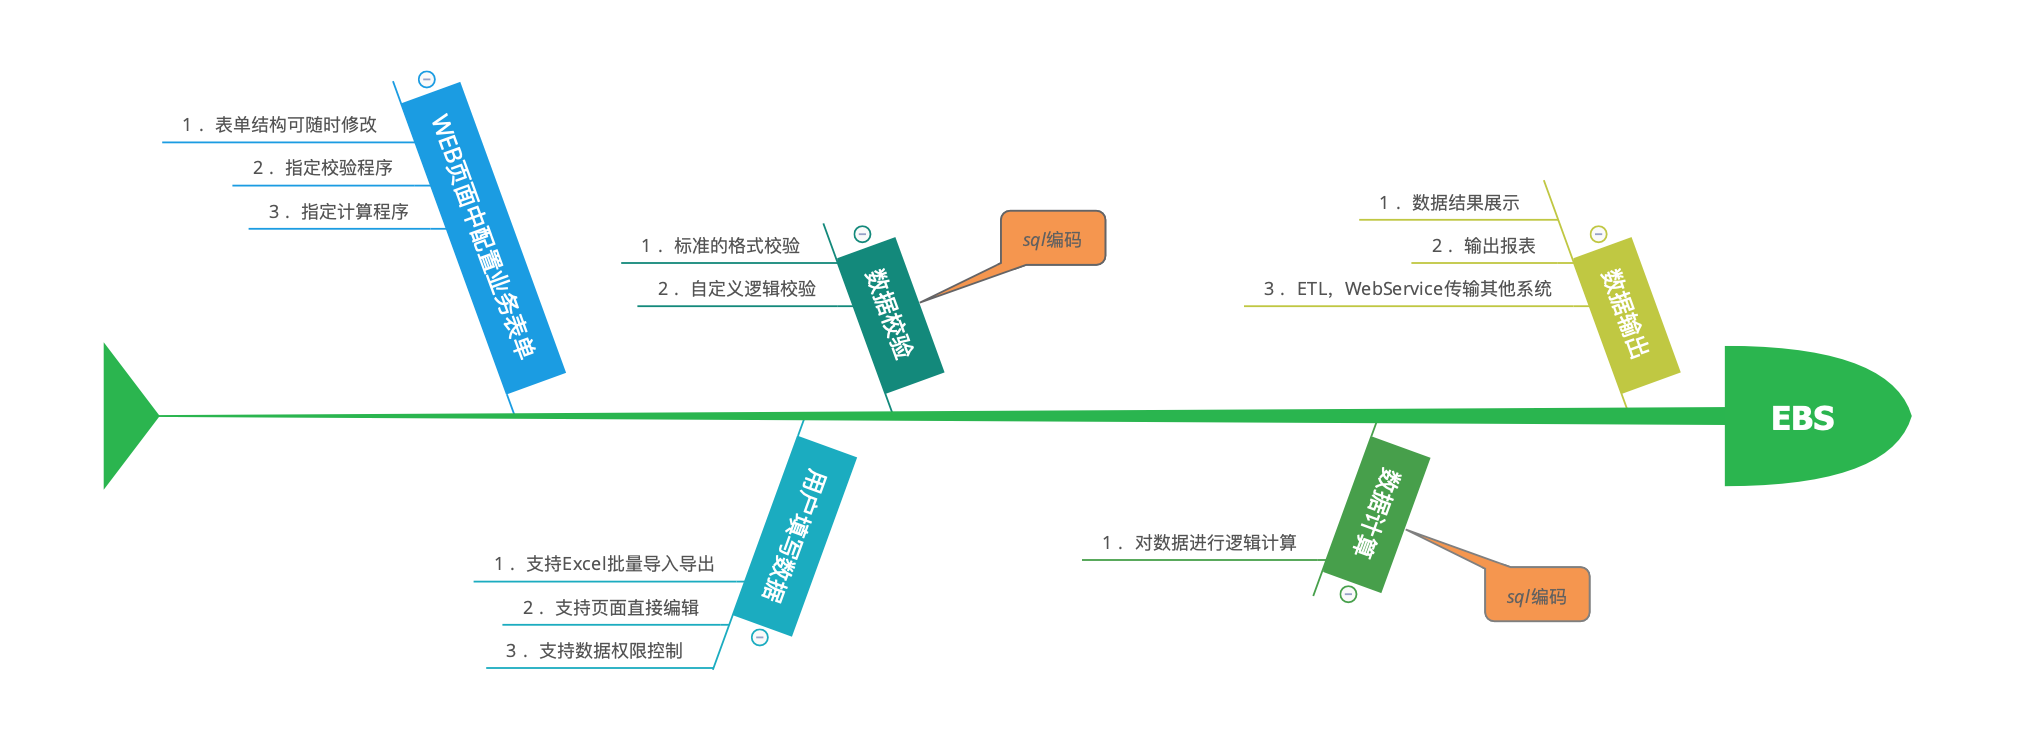 WEB页面中配置业务表单
1． 表单结构可随时修改
2． 指定校验程序
3． 指定计算程序
数据校验
1． 标准的格式校验
2． 自定义逻辑校验
sql编码
数据输出
1． 数据结果展示
2． 输出报表
3． ETL，WebService传输其他系统
EBS
用户填写数据
1． 支持Excel批量导入导出
2． 支持页面直接编辑
3． 支持数据权限控制
数据计算
1． 对数据进行逻辑计算
sql编码